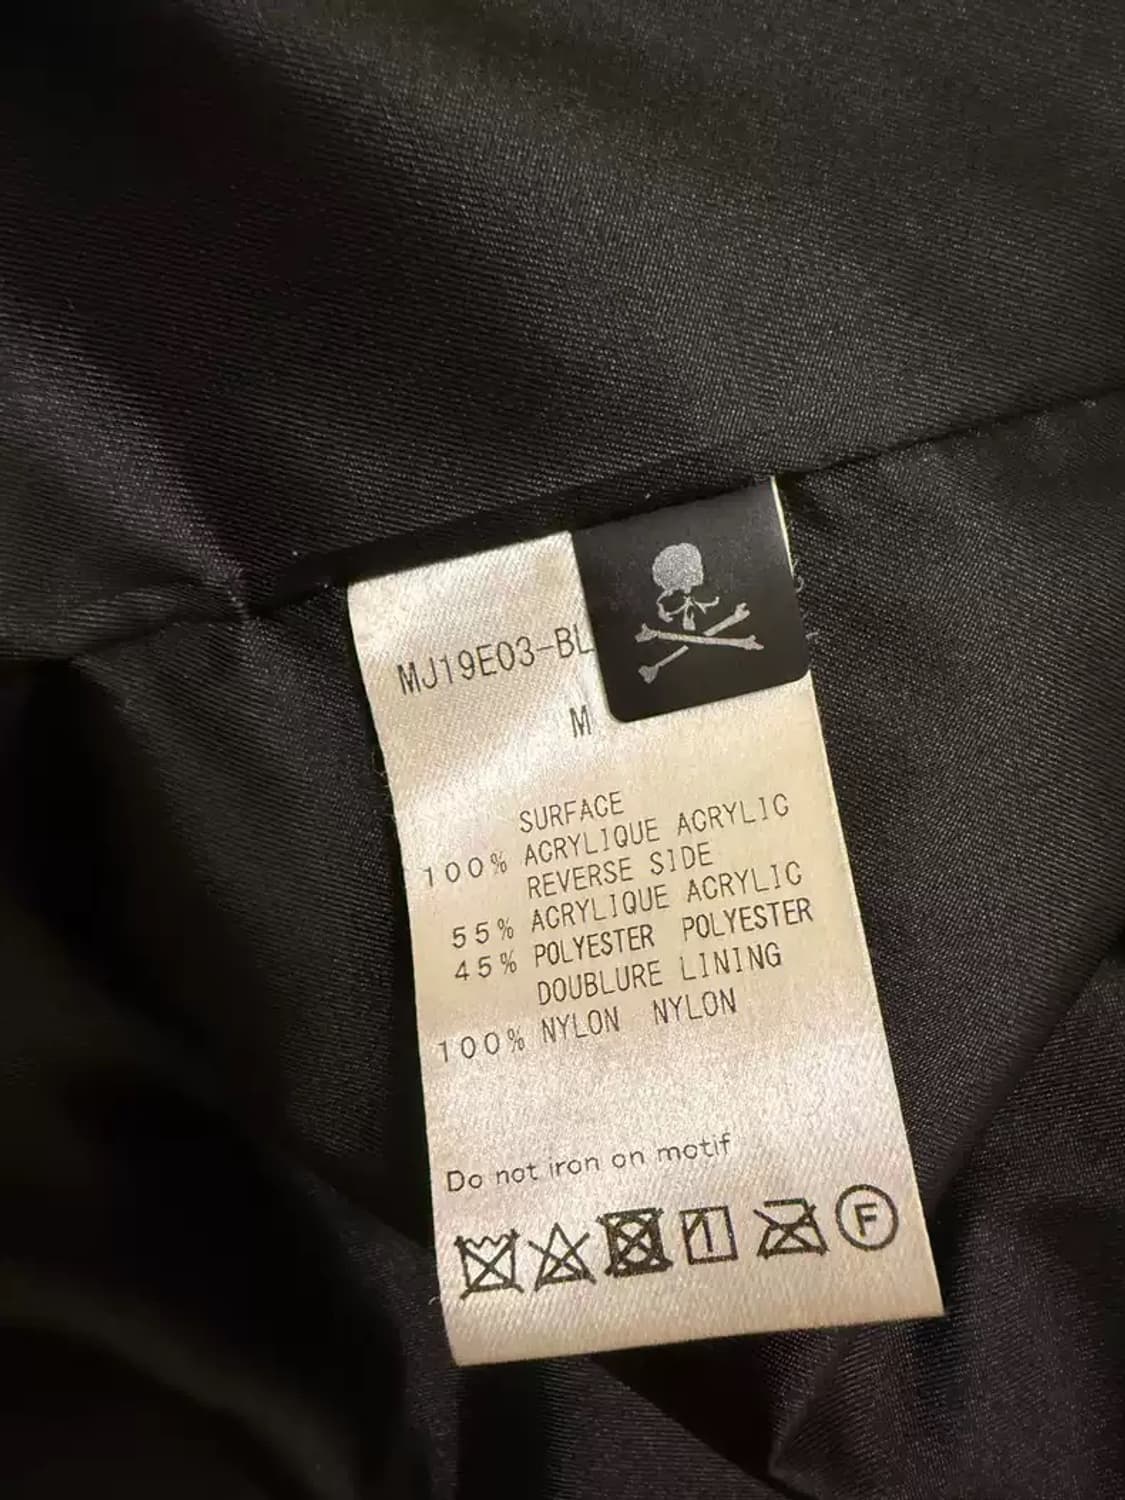 MJ19E03-BL
M
SURFACE
100% ACRYLIQUE ACRYLIC
REVERSE SIDE
55% ACRYLIQUE ACRYLIC
45% POLYESTER POLYESTER
DOUBLURE LINING
100% NYLON NYLON
Do not iron on motif
F